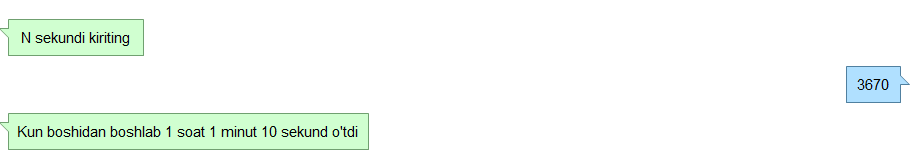 N sekundi kiriting
3670
Kun boshidan boshlab 1 soat 1 minut 10 sekund o'tdi